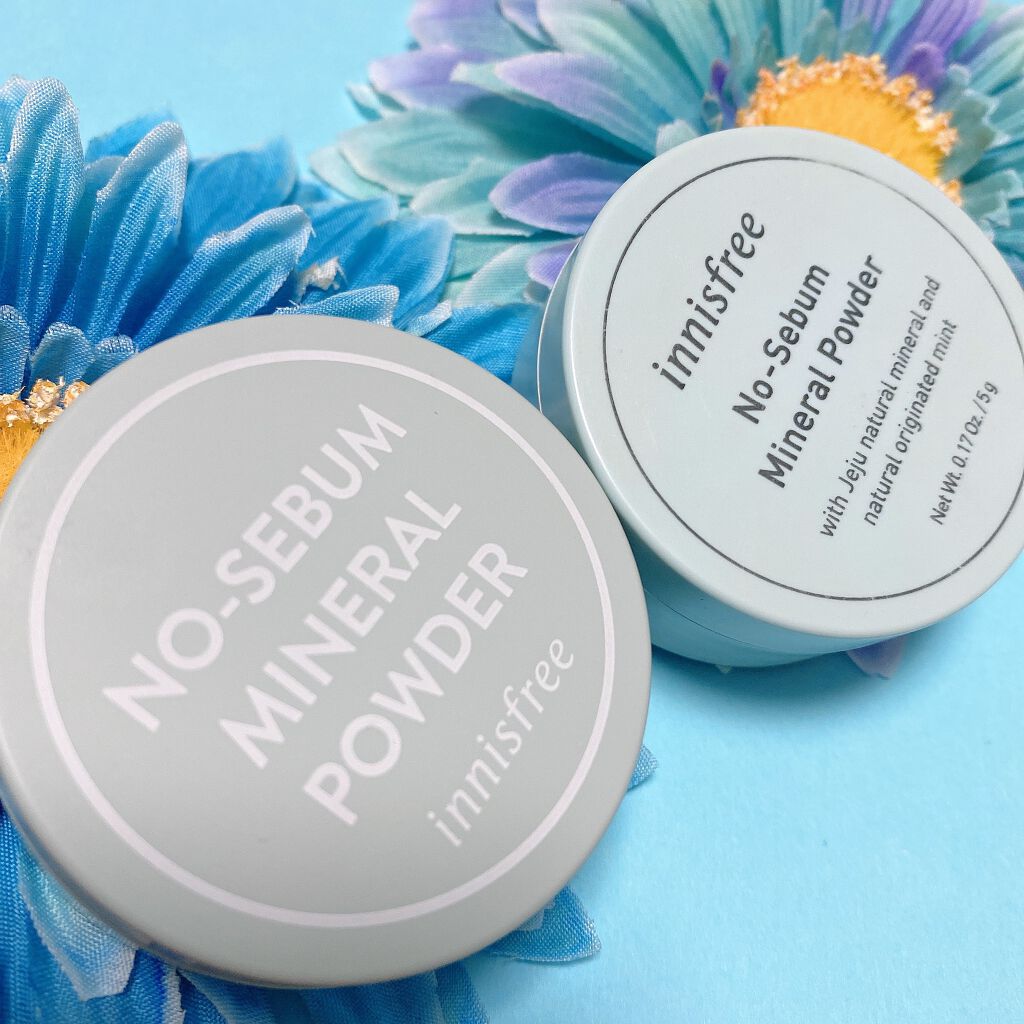 NO-SEBUM
MINERAL
POWDER
innisfree
innisfree
No-Sebum
Mineral Powder
with Jeju natural mineral and
natural originated mint
Net Wt. 0.17 Oz./5g